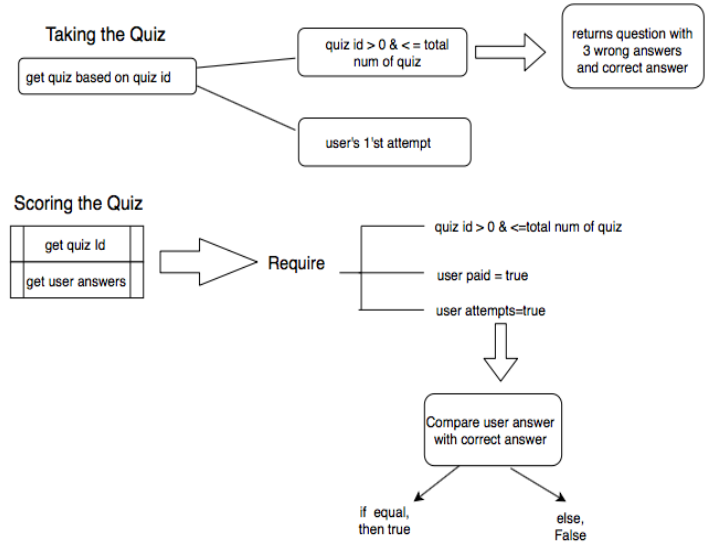 Taking the Quiz
get quiz based on quiz id
quiz id > 0 & < = total
num of quiz
returns question with
3 wrong answers
and correct answer
user's 1'st attempt
Scoring the Quiz
get quiz Id
get user answers
Require
quiz id > 0 & <=total num of quiz
user paid = true
user attempts=true
Compare user answer
with correct answer
if equal,
then true
else,
False